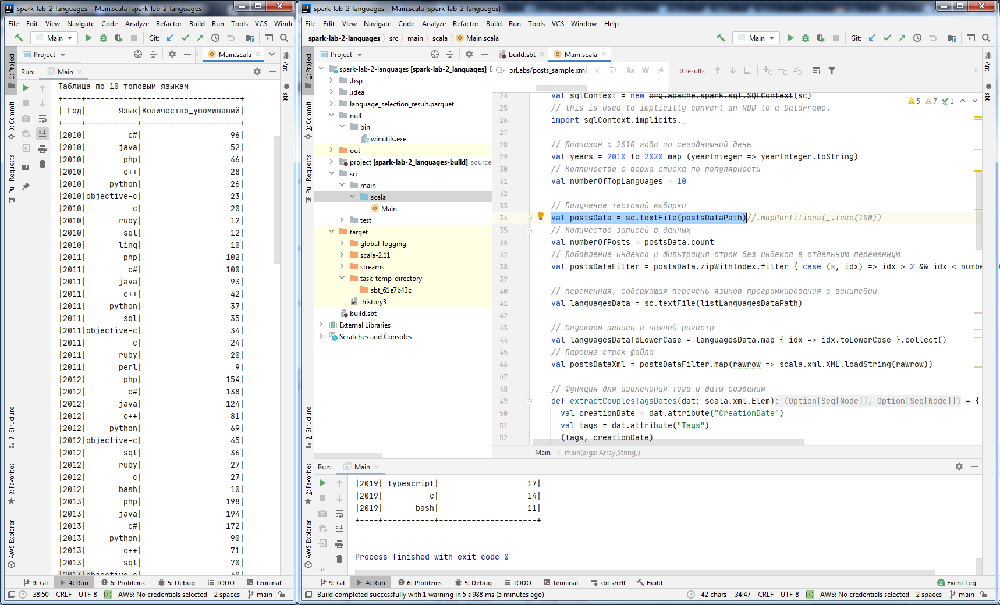 spark-lab-2_languages – Main.scala [spark-lab-2_languages]
File Edit View Navigate Code Analyze Refactor Build Run Tools VCS Windo
Main Git:
Project Main.scala
Run: Main
Таблица по 10 топовым языкам
+----+-----------+--------------------+
| Год| Язык|Количество_упоминаний|
+----+-----------+--------------------+
|2010| c#| 96|
|2010| java| 52|
|2010| php| 46|
|2010| c++| 28|
|2010| python| 26|
|2010|objective-c| 23|
|2010| c| 20|
|2010| ruby| 12|
|2010| sql| 12|
|2010| linq| 10|
|2011| php| 102|
|2011| c#| 100|
|2011| java| 93|
|2011| c++| 42|
|2011| python| 37|
|2011| sql| 35|
|2011|objective-c| 34|
|2011| c| 24|
|2011| ruby| 20|
|2011| perl| 9|
|2012| php| 154|
|2012| c#| 138|
|2012| java| 124|
|2012| c++| 81|
|2012| python| 69|
|2012|objective-c| 45|
|2012| sql| 36|
|2012| ruby| 27|
|2012| c| 27|
|2012| bash| 10|
|2013| php| 198|
|2013| java| 194|
|2013| c#| 172|
|2013| python| 90|
|2013| c++| 71|
|2013| sql| 70|
|2013|objective-c| 40|
1: Project
0: Commit
Pull Requests
7: Structure
2: Favorites
AWS Explorer
Ant
sbt
9: Git 4: Run 6: Problems 5: Debug TODO Terminal
38:50 CRLF UTF-8 [T] AWS: No credentials selected 2 spaces main
spark-lab-2_languages – Main.scala [spark-lab-2_languages]
File Edit View Navigate Code Analyze Refactor Build Run Tools VCS Window Help
spark-lab-2-languages src main scala Main.scala Main Git:
1: Project
0: Commit
Pull Requests
7: Structure
2: Favorites
AWS Explorer
Project
spark-lab-2-languages [spark-lab-2_languages]
.bsp
.idea
language_selection_result.parquet
null
bin
winutils.exe
out
project [spark-lab-2_languages-build] source
src
main
scala
Main
test
target
global-logging
scala-2.11
streams
task-temp-directory
sbt_61e7b43c
.history3
build.sbt
External Libraries
Scratches and Consoles
build.sbt Main.scala
orLabs/posts_sample.xml Aa W .* 0 results
5 7 1
24 val sqlContext = new org.apache.spark.sql.SQLContext(sc)
25 // this is used to implicitly convert an RDD to a DataFrame.
26 import sqlContext.implicits._
27
28 // Диапазон с 2010 года по сегодняшний день
29 val years = 2010 to 2020 map (yearInteger => yearInteger.toString)
30 // Колличество с верха списка по популярности
31 val numberOfTopLanguages = 10
32
33 // Получение тестовой выборки
34 val postsData = sc.textFile(postsDataPath)//.mapPartitions(_.take(100))
35 // Количество записей в данных
36 val numberOfPosts = postsData.count
37 // Добавление индекса и фильтрация строк без индекса в отдельную переменную
38 val postsDataFilter = postsData.zipWithIndex.filter { case (s, idx) => idx > 2 && idx < numbe
39
40 // переменная, содержащая перечень языков программирования с википедии
41 val languagesData = sc.textFile(listLanguagesDataPath)
42
43 // Опускаем записи в нижний ригистр
44 val languagesDataToLowerCase = languagesData.map { idx => idx.toLowerCase }.collect()
45 // Парсинг строк файла
46 val postsDataXml = postsDataFilter.map(rawrow => scala.xml.XML.loadString(rawrow))
47
48 // Функция для извлечения тэга и даты создания
49 def extractCouplesTagsDates(dat: scala.xml.Elem): (Option[Seq[Node]], Option[Seq[Node]]) = {
50 val creationDate = dat.attribute("CreationDate")
51 val tags = dat.attribute("Tags")
52 (tags, creationDate)
Main main(args: Array[String])
Ant
sbt
Run: Main
|2019| typescript| 17|
|2019| c| 14|
|2019| bash| 11|
+----+-----------+--------------------+
Process finished with exit code 0
9: Git 4: Run 6: Problems 5: Debug TODO Terminal sbt shell Build 2 Event Log
Build completed successfully with 1 warning in 5 s 988 ms (5 minutes ago) 42 chars 34:47 CRLF UTF-8 [T] AWS: No credentials selected 2 spaces main